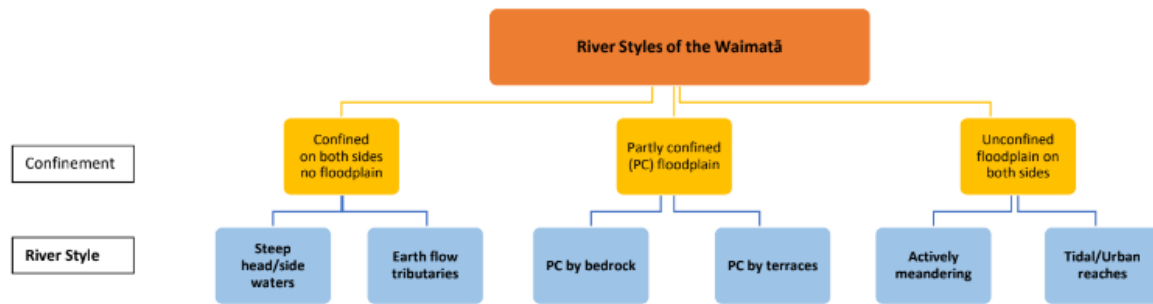 River Styles of the Waimatā
Confinement
Confined
on both sides
no floodplain
Partly confined
(PC) floodplain
Unconfined
floodplain on
both sides
River Style
Steep
head/side
waters
Earth flow
tributaries
PC by bedrock
PC by terraces
Actively
meandering
Tidal/Urban
reaches